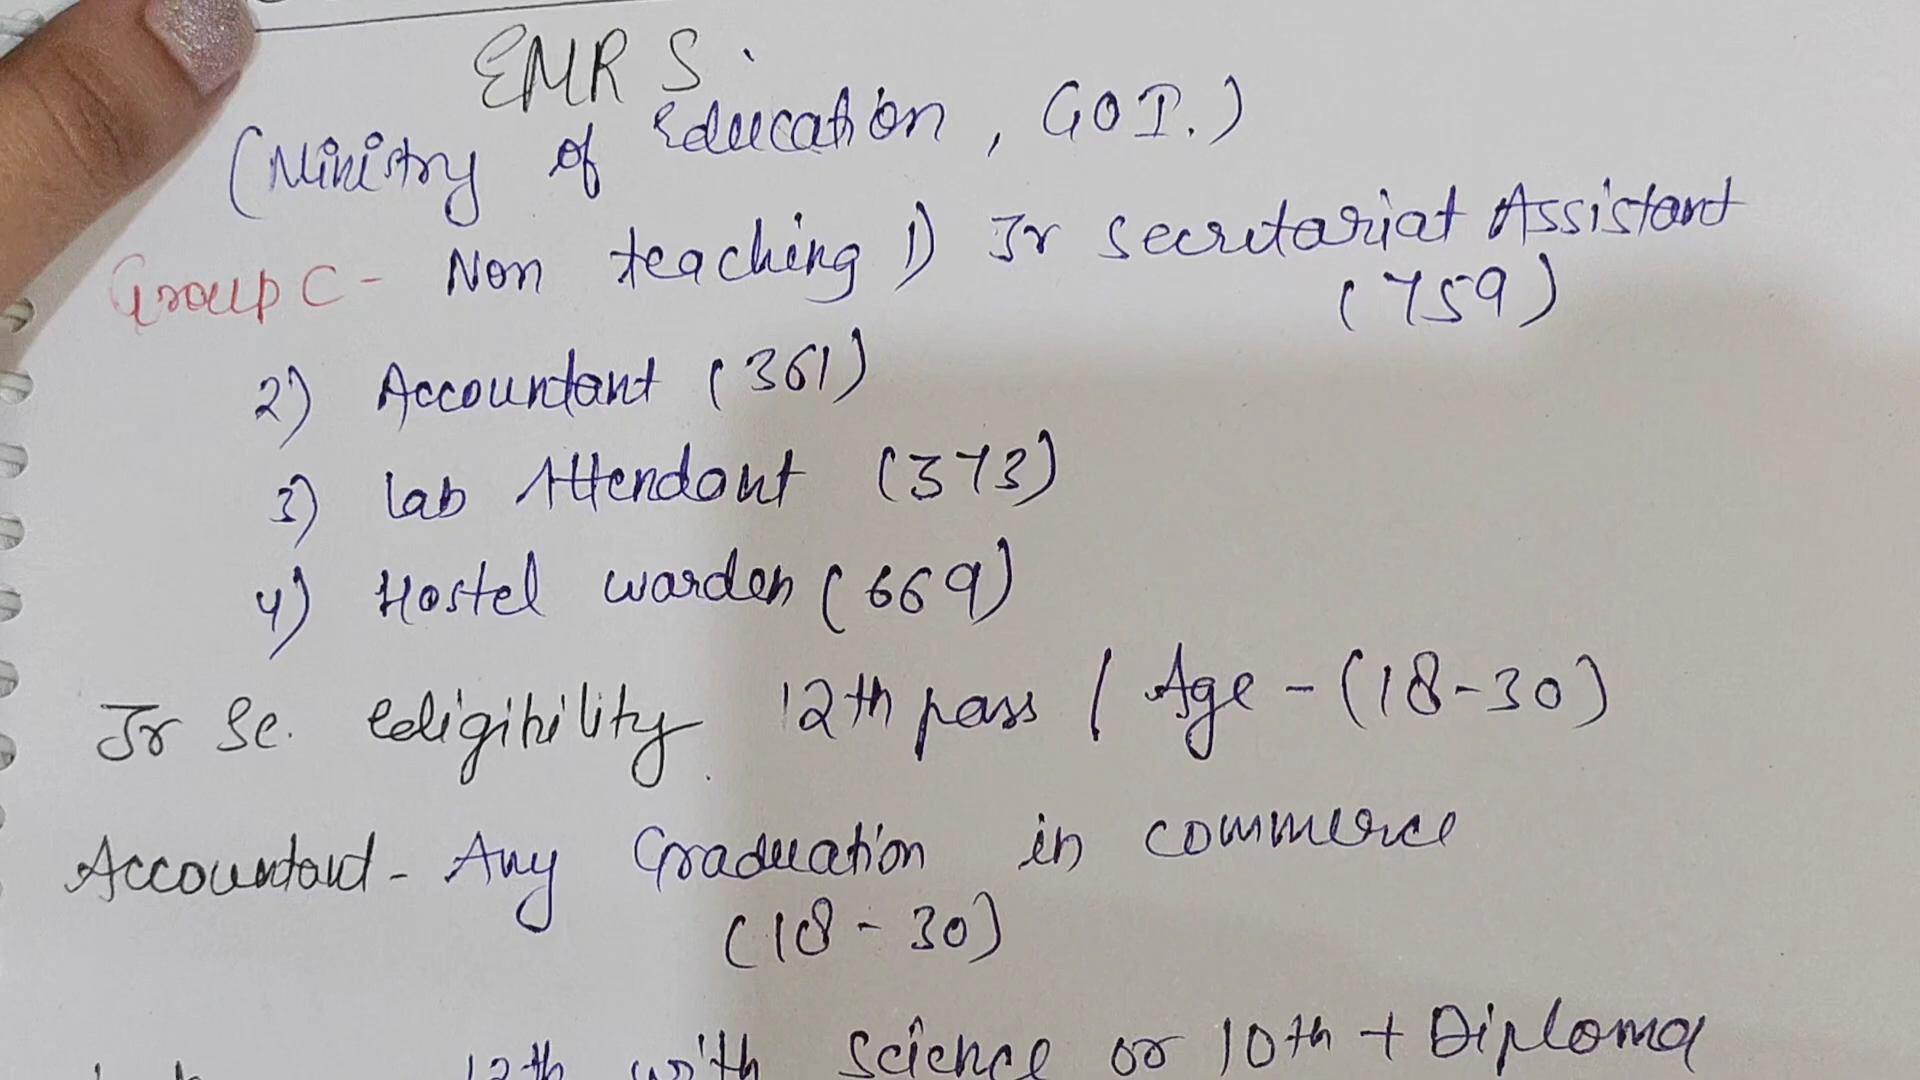 EMRS
(Ministry of Education, GOI.)
Group C - Non teaching 1) Jr Secretariat Assistant
(759)
2) Accountant (361)
3) Lab Attendant (373)
4) Hostel warden (669)
Jr Se. eligibility 12th pass / Age - (18-30)
Accountant - Any Graduation in commerce
(18 - 30)
12th with science or 10th + Diploma